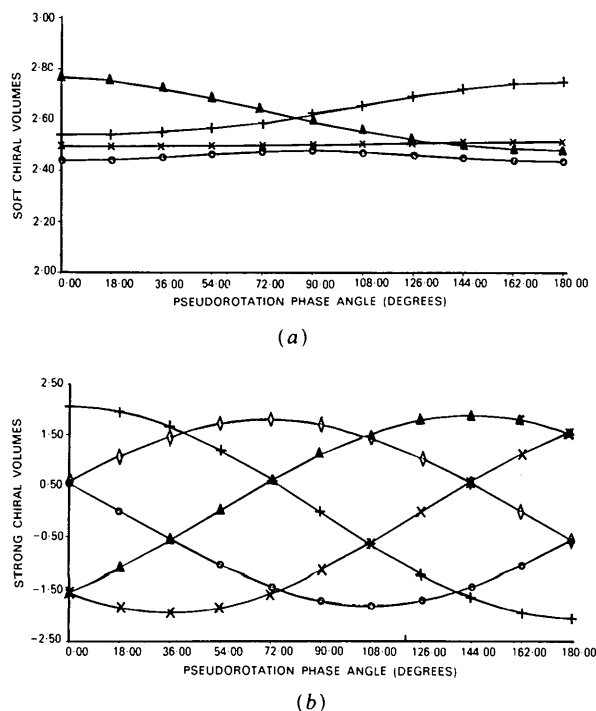 3·00
2·80
2·60
2·40
2·20
2·00
SOFT CHIRAL VOLUMES
0·00 18·00 36·00 54·00 72·00 90·00 108·00 126·00 144·00 162·00 180·00
PSEUDOROTATION PHASE ANGLE (DEGREES)
(a)
2·50
1·50
0·50
-0·50
-1·50
-2·50
STRONG CHIRAL VOLUMES
0·00 18·00 36·00 54·00 72·00 90·00 108·00 126·00 144·00 162·00 180·00
PSEUDOROTATION PHASE ANGLE (DEGREES)
(b)